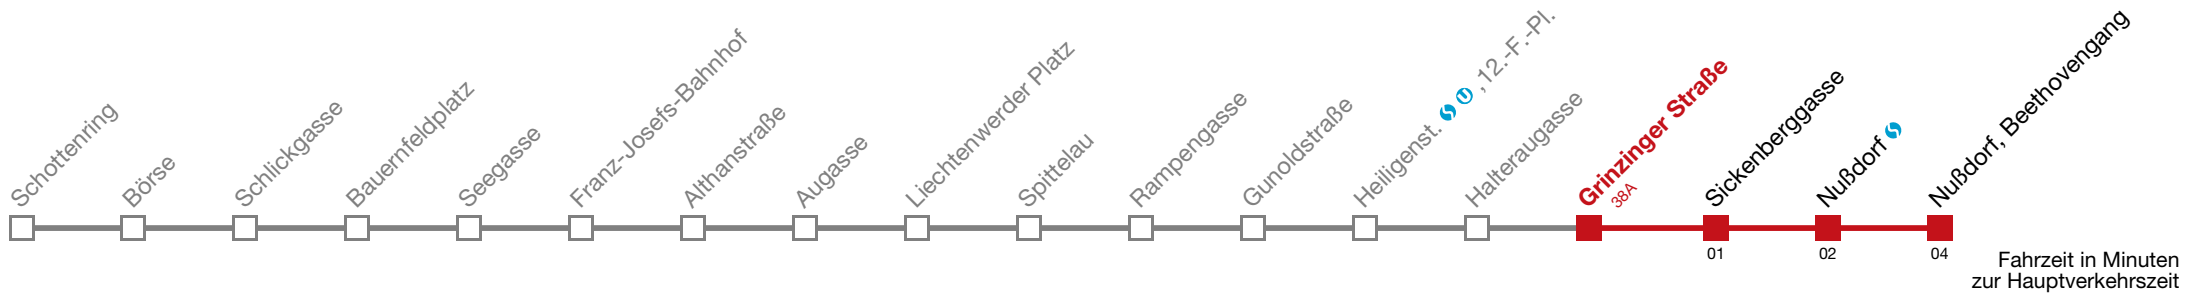 Schottenring
Börse
Schlickgasse
Bauernfeldplatz
Seegasse
Franz-Josefs-Bahnhof
Althanstraße
Augasse
Liechtenwerder Platz
Spittelau
Rampengasse
Gunoldstraße
Heiligenst. S U , 12.-F.-Pl.
Halteraugasse
Grinzinger Straße
38A
Sickenberggasse
Nußdorf S
Nußdorf, Beethovengang
01
02
04
Fahrzeit in Minuten
zur Hauptverkehrszeit